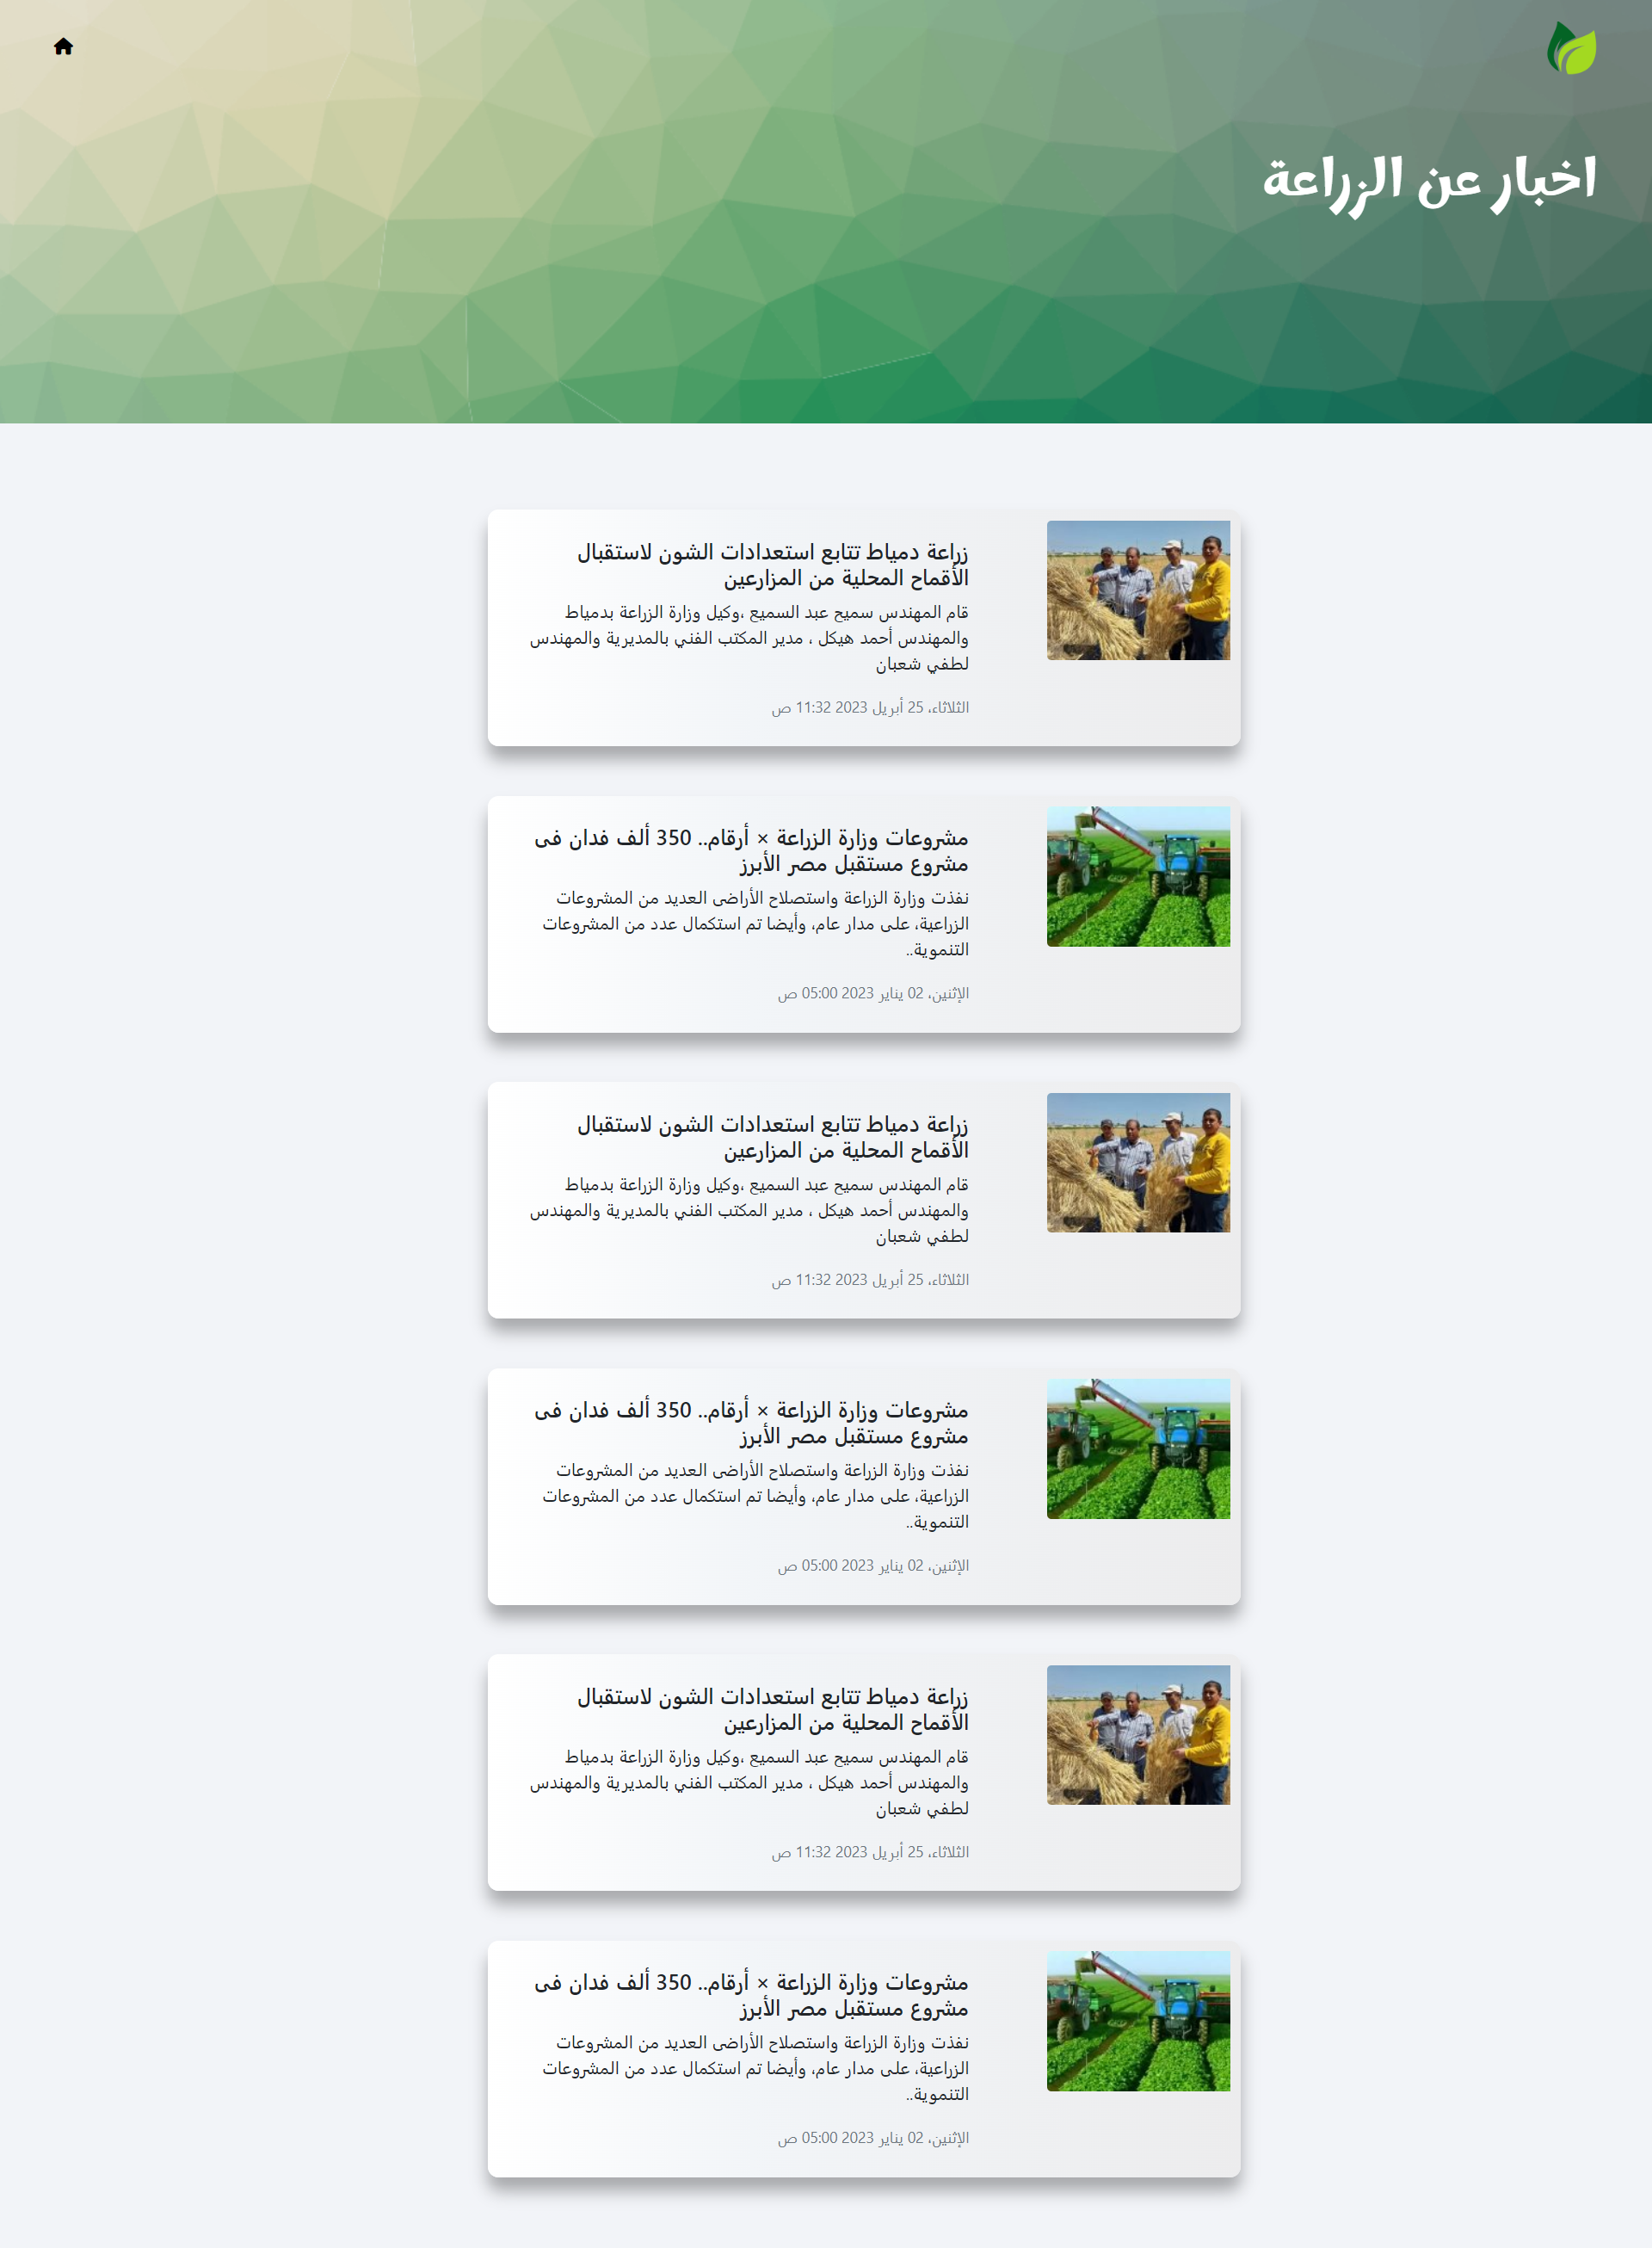 اخبار عن الزراعة
زراعة دمياط تتابع استعدادات الشون لاستقبال
الأقماح المحلية من المزارعين
قام المهندس سميح عبد السميع ،وكيل وزارة الزراعة بدمياط
والمهندس أحمد هيكل ، مدير المكتب الفني بالمديرية والمهندس
لطفي شعبان
الثلاثاء، 25 أبريل 2023 11:32 ص
مشروعات وزارة الزراعة × أرقام.. 350 ألف فدان فى
مشروع مستقبل مصر الأبرز
نفذت وزارة الزراعة واستصلاح الأراضى العديد من المشروعات
الزراعية، على مدار عام، وأيضا تم استكمال عدد من المشروعات
التنموية..
الإثنين، 02 يناير 2023 05:00 ص
زراعة دمياط تتابع استعدادات الشون لاستقبال
الأقماح المحلية من المزارعين
قام المهندس سميح عبد السميع ،وكيل وزارة الزراعة بدمياط
والمهندس أحمد هيكل ، مدير المكتب الفني بالمديرية والمهندس
لطفي شعبان
الثلاثاء، 25 أبريل 2023 11:32 ص
مشروعات وزارة الزراعة × أرقام.. 350 ألف فدان فى
مشروع مستقبل مصر الأبرز
نفذت وزارة الزراعة واستصلاح الأراضى العديد من المشروعات
الزراعية، على مدار عام، وأيضا تم استكمال عدد من المشروعات
التنموية..
الإثنين، 02 يناير 2023 05:00 ص
زراعة دمياط تتابع استعدادات الشون لاستقبال
الأقماح المحلية من المزارعين
قام المهندس سميح عبد السميع ،وكيل وزارة الزراعة بدمياط
والمهندس أحمد هيكل ، مدير المكتب الفني بالمديرية والمهندس
لطفي شعبان
الثلاثاء، 25 أبريل 2023 11:32 ص
مشروعات وزارة الزراعة × أرقام.. 350 ألف فدان فى
مشروع مستقبل مصر الأبرز
نفذت وزارة الزراعة واستصلاح الأراضى العديد من المشروعات
الزراعية، على مدار عام، وأيضا تم استكمال عدد من المشروعات
التنموية..
الإثنين، 02 يناير 2023 05:00 ص